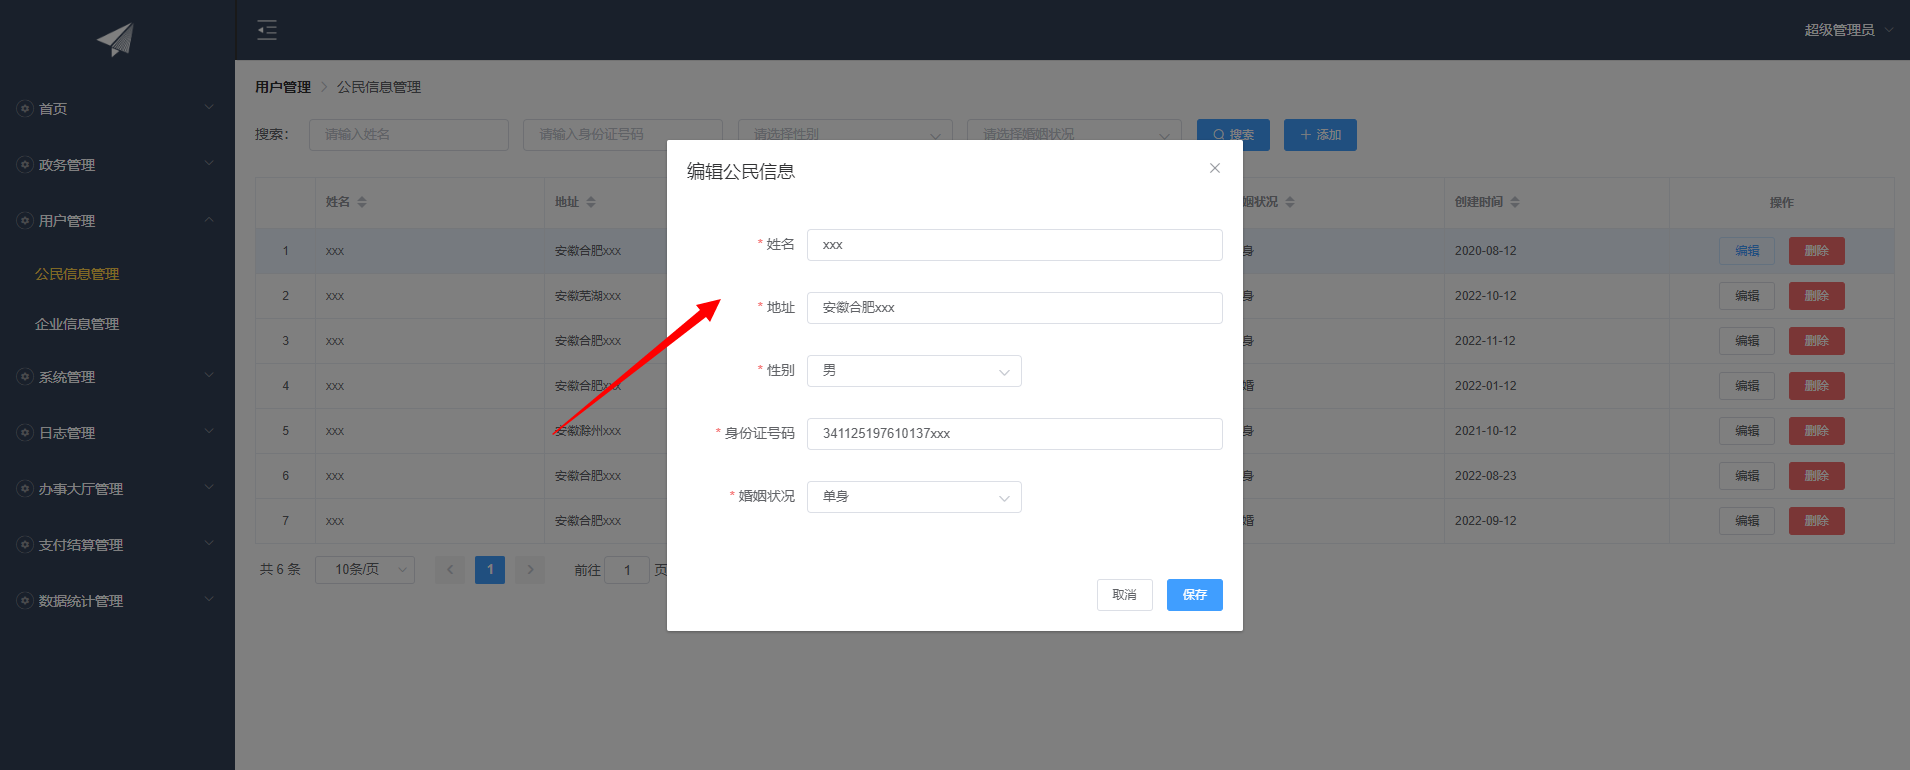 超级管理员
首页
政务管理
用户管理
公民信息管理
企业信息管理
系统管理
日志管理
办事大厅管理
支付结算管理
数据统计管理
用户管理 公民信息管理
搜索： 请输入姓名 请输入身份证号码 请选择性别 请选择婚姻状况 搜索 添加
姓名 地址 姻状况 创建时间 操作
1 xxx 安徽合肥xxx 身 2020-08-12 编辑 删除
2 xxx 安徽芜湖xxx 身 2022-10-12 编辑 删除
3 xxx 安徽合肥xxx 身 2022-11-12 编辑 删除
4 xxx 安徽合肥xxx 婚 2022-01-12 编辑 删除
5 xxx 安徽滁州xxx 身 2021-10-12 编辑 删除
6 xxx 安徽合肥xxx 身 2022-08-23 编辑 删除
7 xxx 安徽合肥xxx 婚 2022-09-12 编辑 删除
共 6 条 10条/页 1 前往 1 页
编辑公民信息
* 姓名 xxx
* 地址 安徽合肥xxx
* 性别 男
* 身份证号码 341125197610137xxx
* 婚姻状况 单身
取消 保存